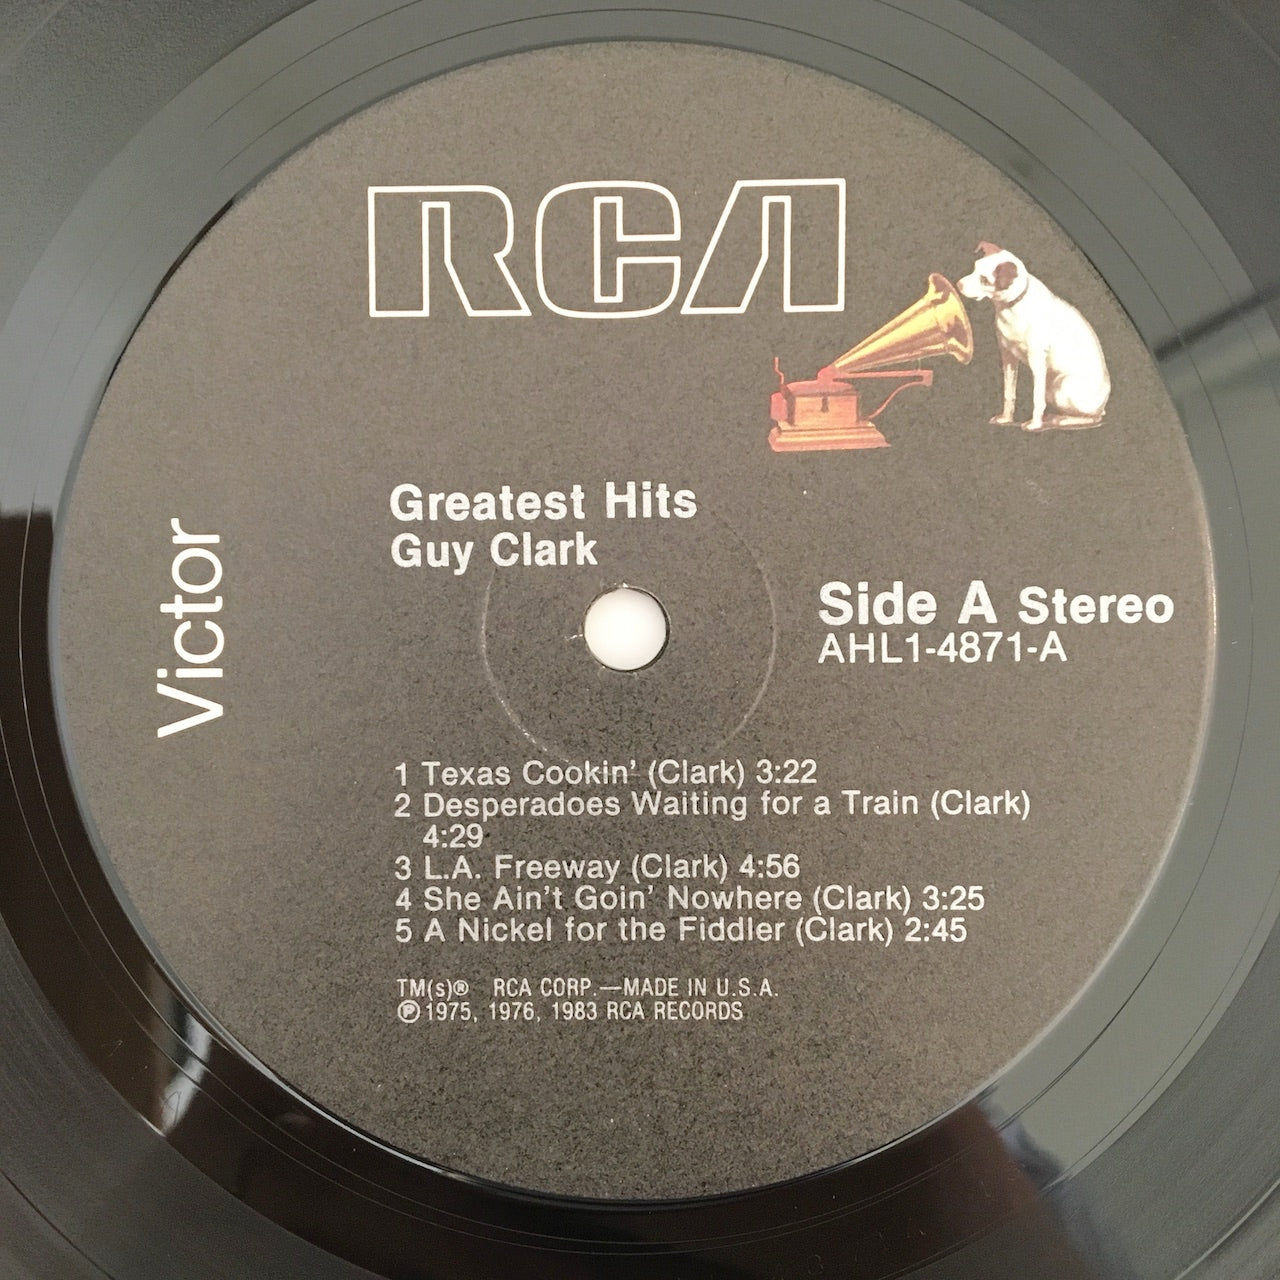 RCA
Victor
Greatest Hits
Guy Clark
Side A Stereo
AHL1-4871-A
1 Texas Cookin' (Clark) 3:22
2 Desperadoes Waiting for a Train (Clark)
4:29
3 L.A. Freeway (Clark) 4:56
4 She Ain't Goin' Nowhere (Clark) 3:25
5 A Nickel for the Fiddler (Clark) 2:45
TM(s)® RCA CORP.—MADE IN U.S.A.
℗ 1975, 1976, 1983 RCA RECORDS